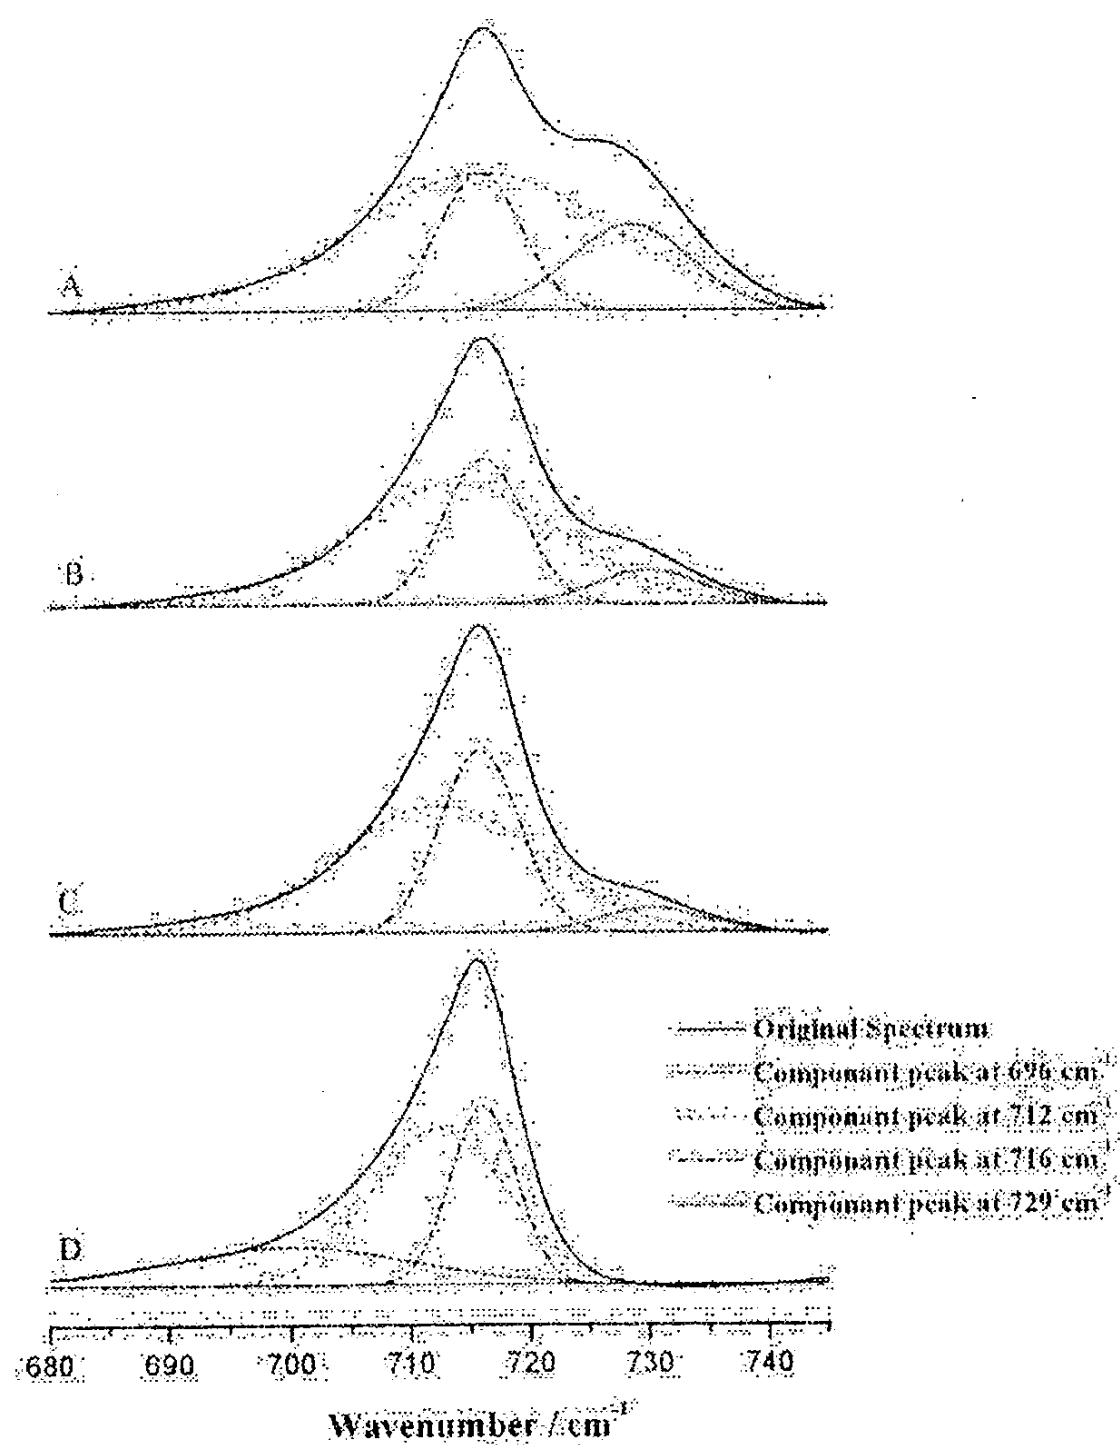 A
B
C
D
Original Spectrum
Componant peak at 696 cm-1
Componant peak at 712 cm-1
Componant peak at 716 cm-1
Componant peak at 729 cm-1
680 690 700 710 720 730 740
Wavenumber / cm-1